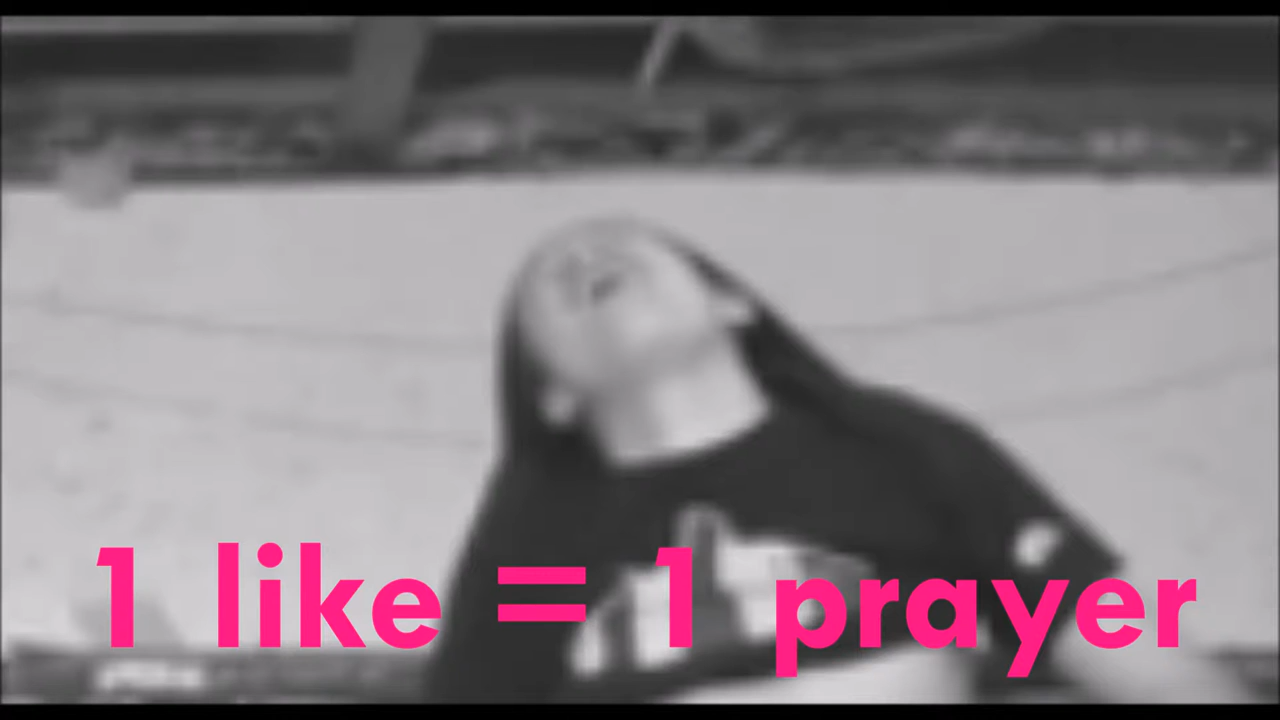 1 like = 1 prayer